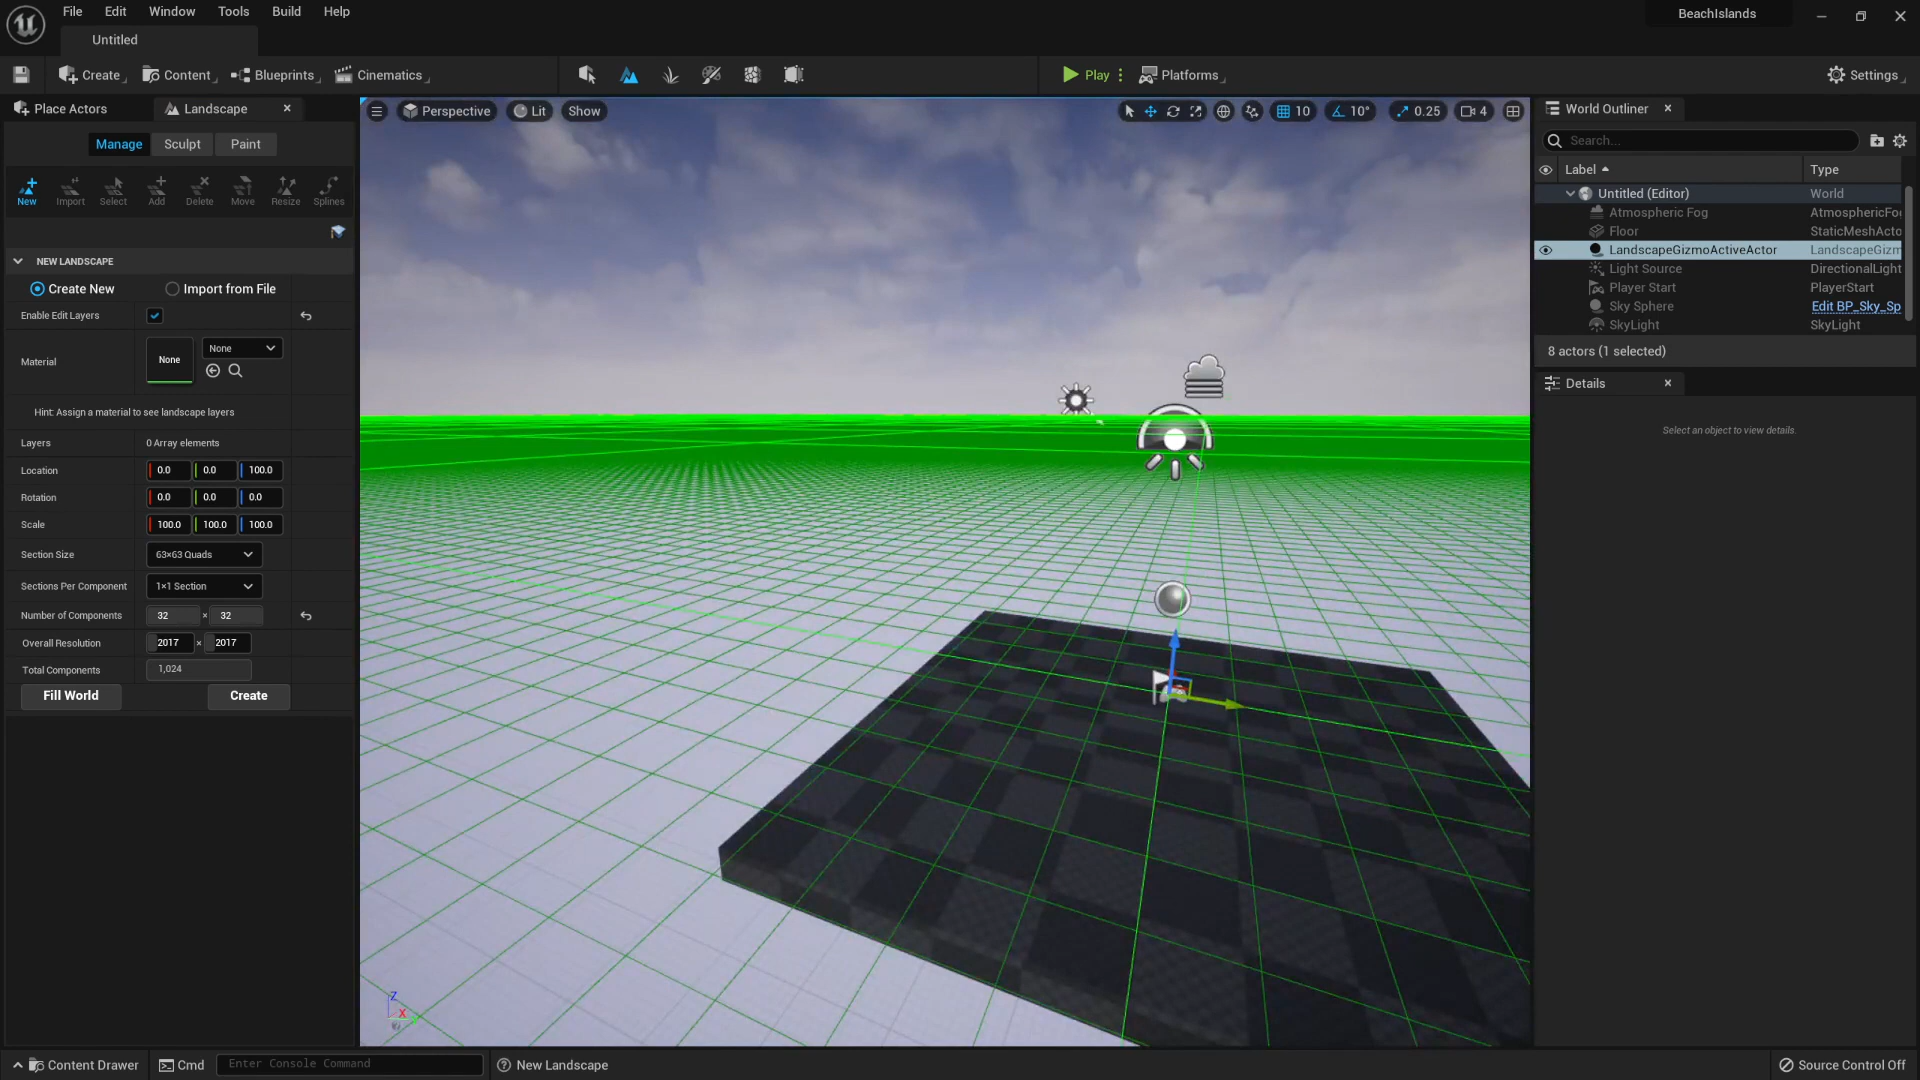 File Edit Window Tools Build Help
BeachIslands
Untitled
Create Content Blueprints Cinematics
Play Platforms
Settings
Place Actors Landscape
Perspective Lit Show
10 10° 0.25 4
World Outliner
Manage Sculpt Paint
Search...
Label Type
New Import Select Add Delete Move Resize Splines
Untitled (Editor) World
Atmospheric Fog AtmosphericFo
Floor StaticMeshActo
LandscapeGizmoActiveActor LandscapeGizm
Light Source DirectionalLight
Player Start PlayerStart
Sky Sphere Edit BP_Sky_Sp
SkyLight SkyLight
8 actors (1 selected)
Details
Select an object to view details.
NEW LANDSCAPE
Create New Import from File
Enable Edit Layers
Material None None
Hint: Assign a material to see landscape layers
Layers 0 Array elements
Location 0.0 0.0 100.0
Rotation 0.0 0.0 0.0
Scale 100.0 100.0 100.0
Section Size 63×63 Quads
Sections Per Component 1×1 Section
Number of Components 32 × 32
Overall Resolution 2017 × 2017
Total Components 1,024
Fill World Create
Z
X
Content Drawer Cmd Enter Console Command New Landscape
Source Control Off